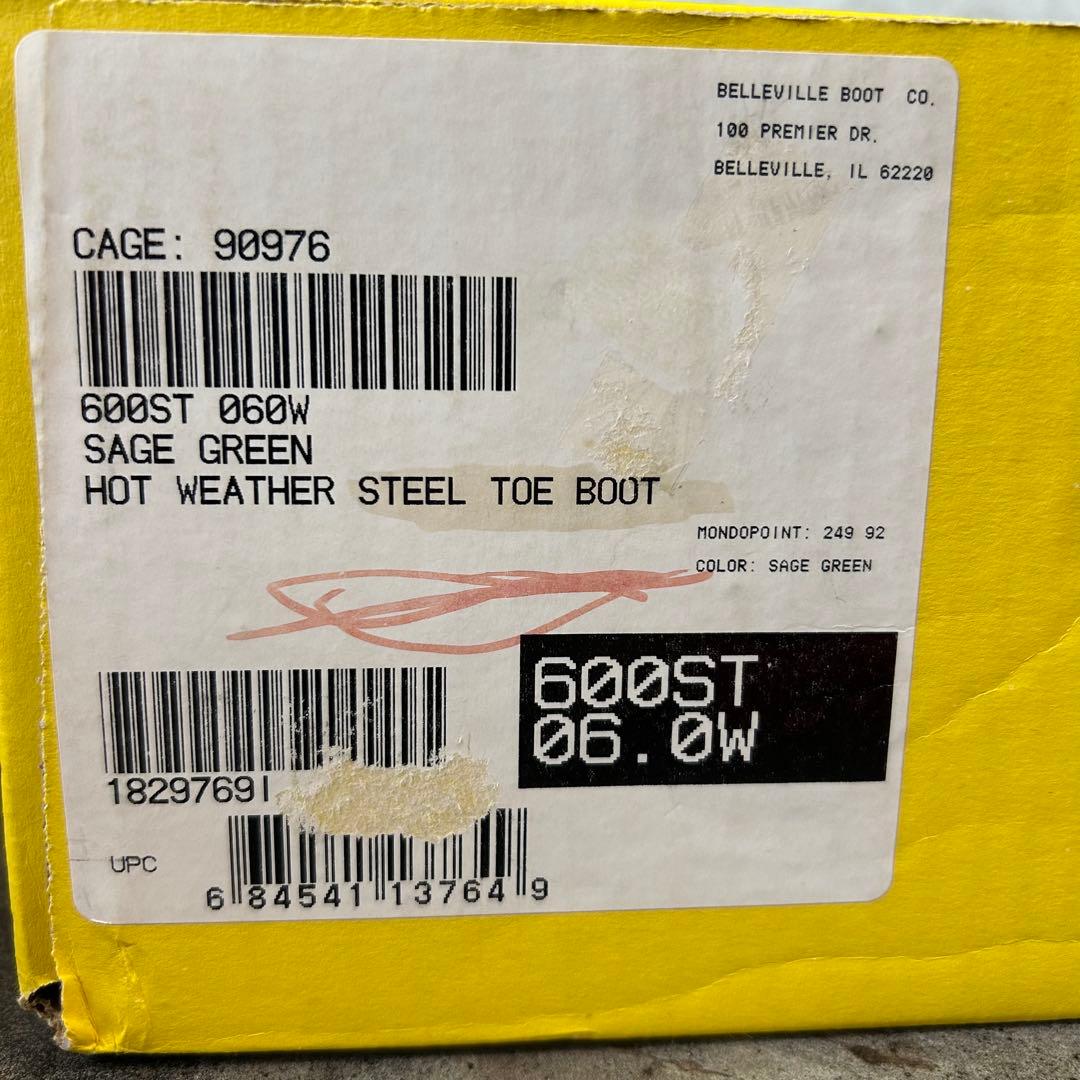 BELLEVILLE BOOT CO.
100 PREMIER DR.
BELLEVILLE, IL 62220
CAGE: 90976
600ST 060W
SAGE GREEN
HOT WEATHER STEEL TOE BOOT
MONDOPOINT: 249 92
COLOR: SAGE GREEN
600ST
06.0W
18297691
UPC
6 84541 13764 9